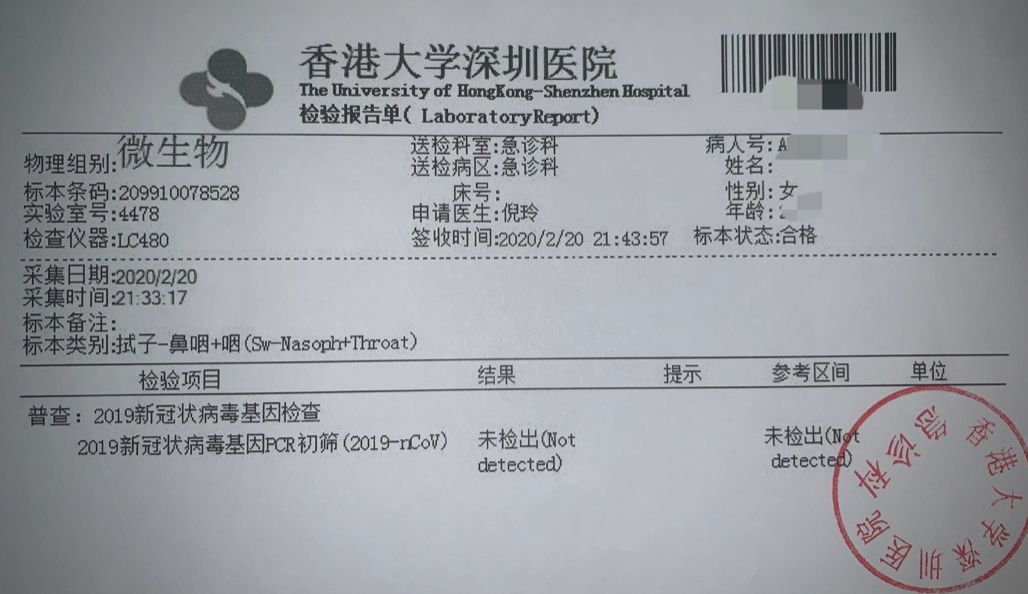 香港大学深圳医院
The University of HongKong-Shenzhen Hospital
检验报告单( LaboratoryReport)
物理组别:微生物 送检科室:急诊科 病人号:A
送检病区:急诊科 姓名:
标本条码:209910078528 床号: 性别:女
实验室号:4478 申请医生:倪玲 年龄:
检查仪器:LC480 签收时间:2020/2/20 21:43:57 标本状态:合格
采集日期:2020/2/20
采集时间:21:33:17
标本备注:
标本类别:拭子-鼻咽+咽(Sw-Nasoph+Throat)
检验项目 结果 提示 参考区间 单位
普查：2019新冠状病毒基因检查
2019新冠状病毒基因PCR初筛(2019-nCoV) 未检出(Not detected) 未检出(Not detected)
香港大学深圳医院
急诊科